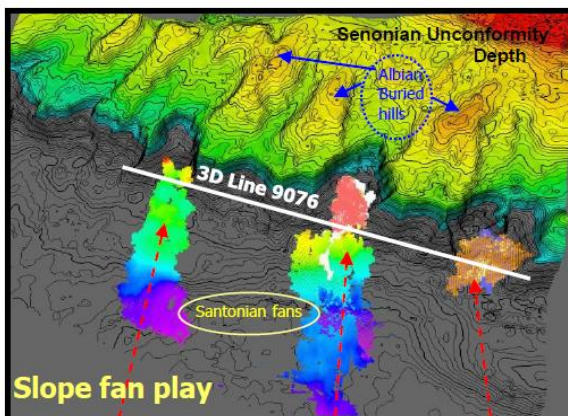 Senonian Unconformity
Depth
Albian
Buried
hills
3D Line 9076
Santonian fans
Slope fan play